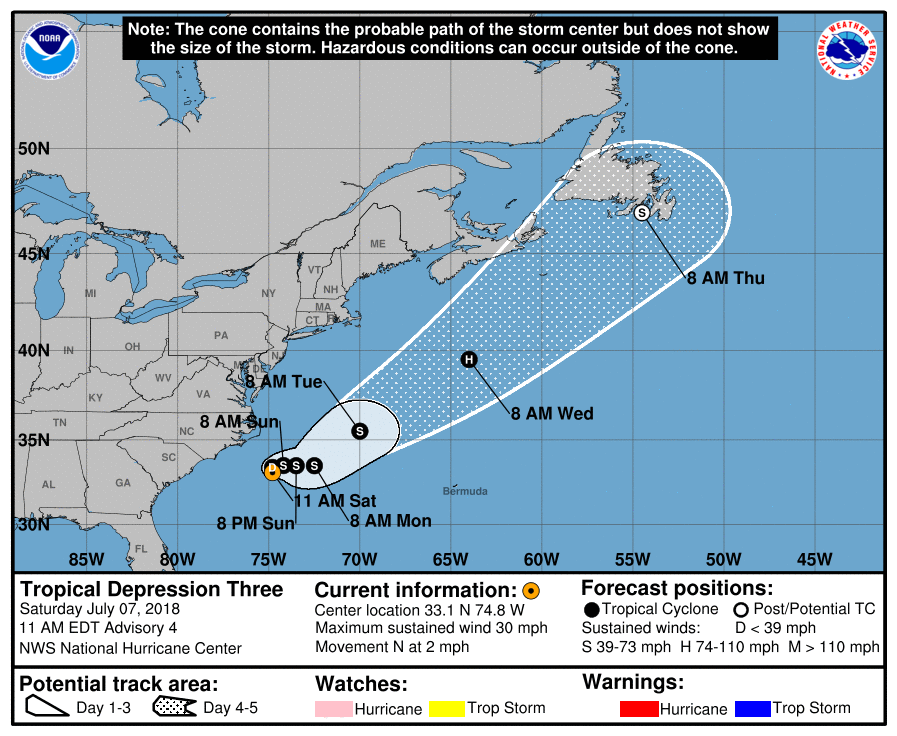 Note: The cone contains the probable path of the storm center but does not show
the size of the storm. Hazardous conditions can occur outside of the cone.
NOAA
NATIONAL WEATHER SERVICE
50N
45N
40N
35N
30N
ME
VT
NH
MI
NY
MA
CT
PA
NJ
IN
OH
DE
WV
KY
VA
TN
NC
SC
AL
GA
FL
Bermuda
S
8 AM Thu
H
8 AM Wed
8 AM Tue
S
8 AM Sun
D S S S
11 AM Sat
8 PM Sun
8 AM Mon
85W 80W 75W 70W 65W 60W 55W 50W 45W
Tropical Depression Three
Saturday July 07, 2018
11 AM EDT Advisory 4
NWS National Hurricane Center
Current information:
Center location 33.1 N 74.8 W
Maximum sustained wind 30 mph
Movement N at 2 mph
Forecast positions:
Tropical Cyclone Post/Potential TC
Sustained winds: D < 39 mph
S 39-73 mph H 74-110 mph M > 110 mph
Potential track area:
Day 1-3 Day 4-5
Watches:
Hurricane Trop Storm
Warnings:
Hurricane Trop Storm